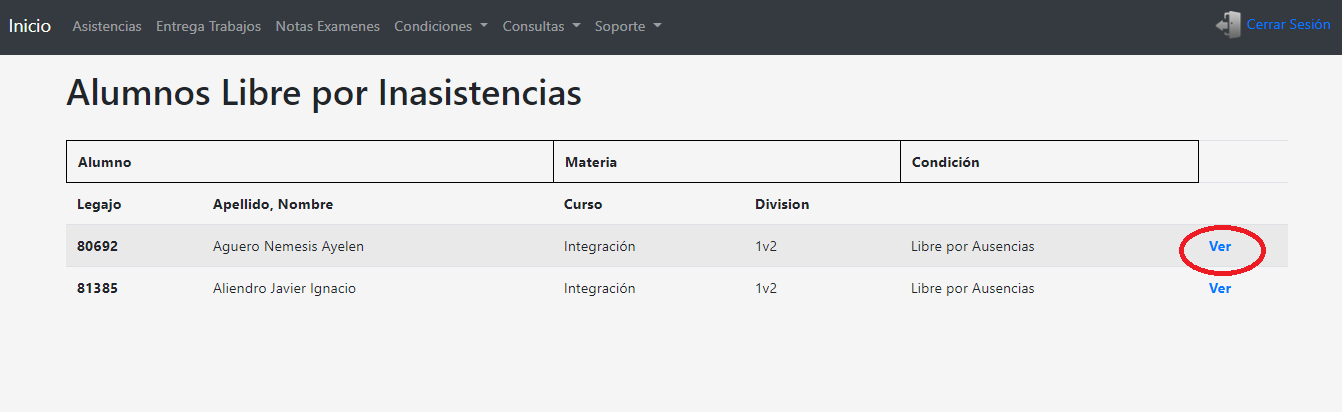 Inicio Asistencias Entrega Trabajos Notas Examenes Condiciones Consultas Soporte Cerrar Sesión
Alumnos Libre por Inasistencias
Alumno Materia Condición
Legajo Apellido, Nombre Curso Division
80692 Aguero Nemesis Ayelen Integración 1v2 Libre por Ausencias Ver
81385 Aliendro Javier Ignacio Integración 1v2 Libre por Ausencias Ver